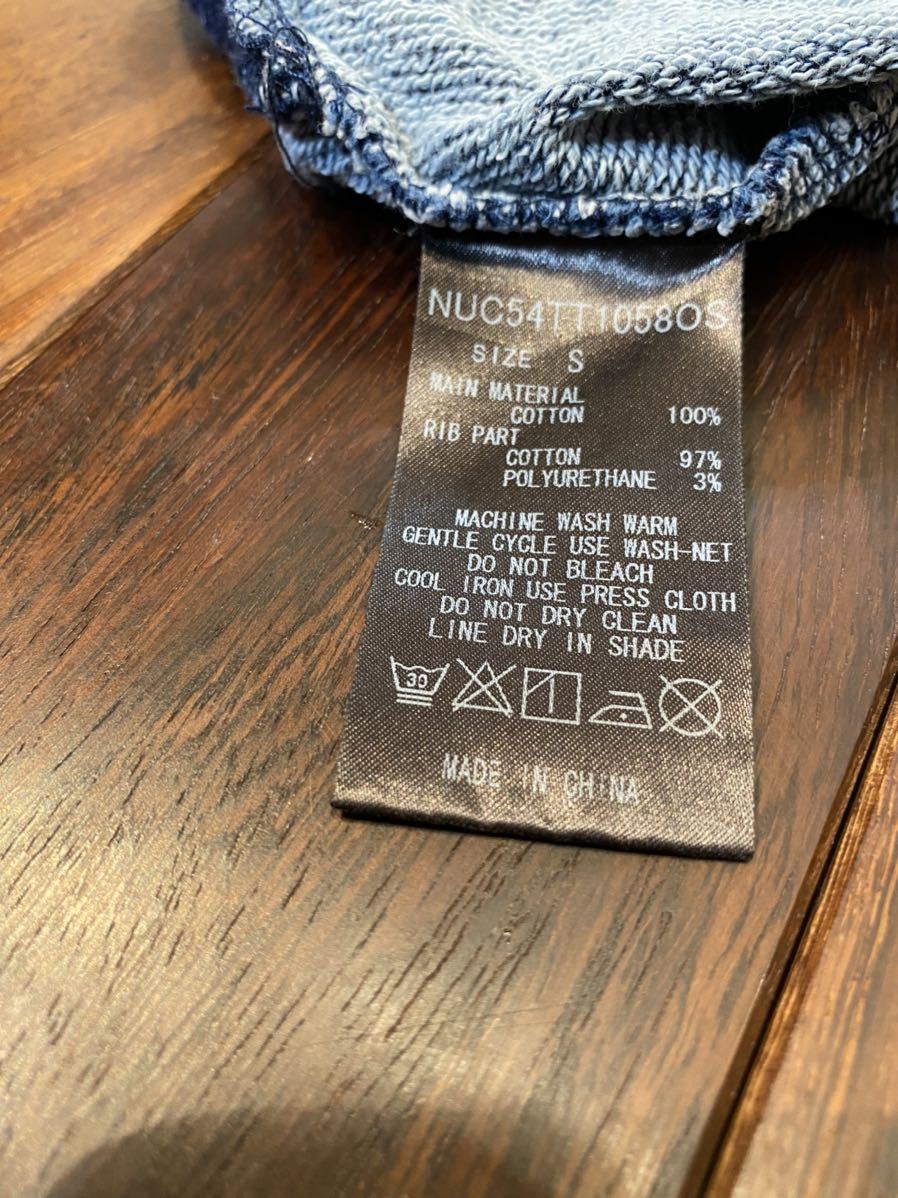 NUC54TT1058OS
SIZE S
MAIN MATERIAL
COTTON 100%
RIB PART
COTTON 97%
POLYURETHANE 3%
MACHINE WASH WARM
GENTLE CYCLE USE WASH-NET
DO NOT BLEACH
COOL IRON USE PRESS CLOTH
DO NOT DRY CLEAN
LINE DRY IN SHADE
30
MADE IN CHINA